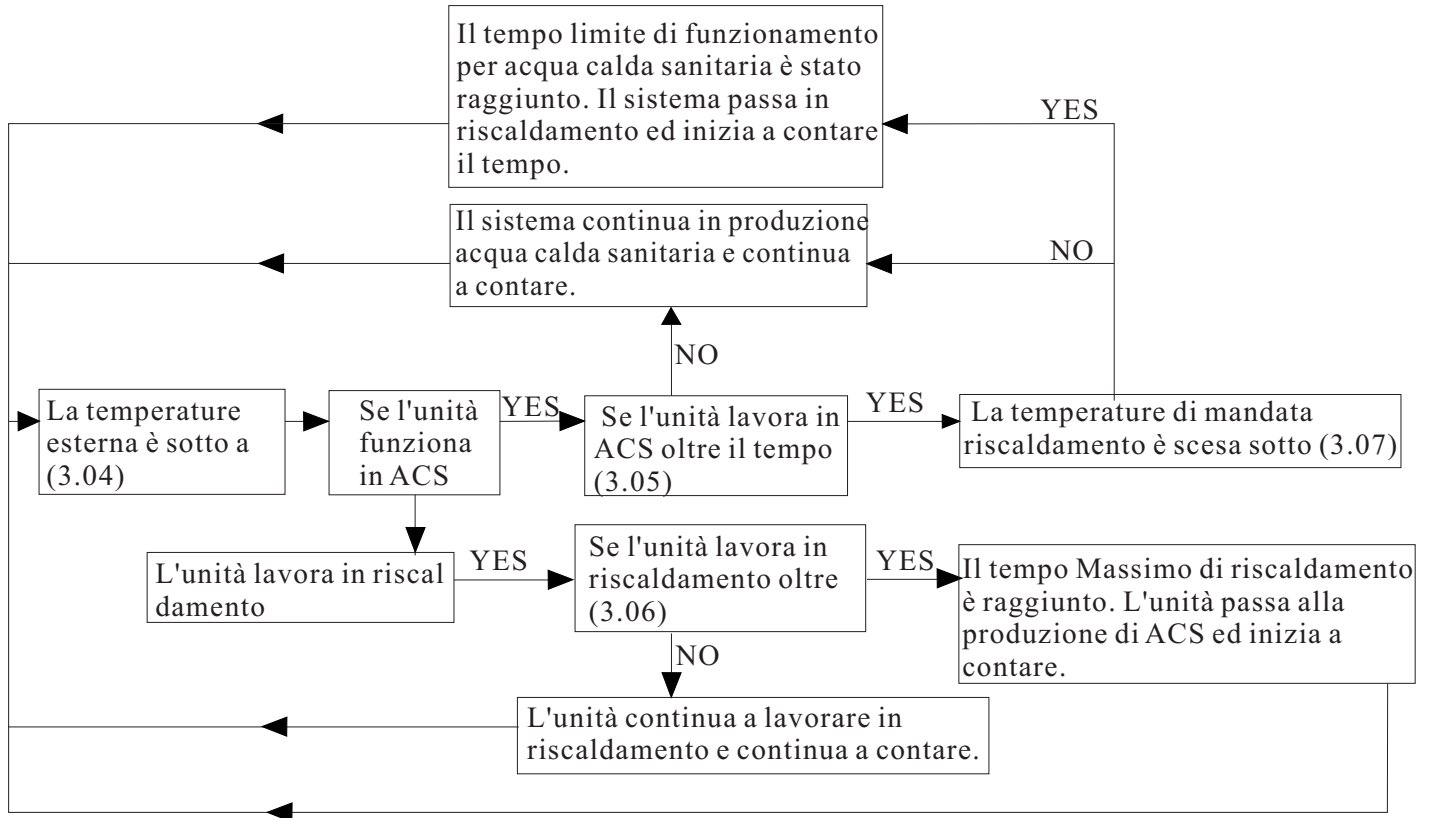 Il tempo limite di funzionamento
per acqua calda sanitaria è stato
raggiunto. Il sistema passa in
riscaldamento ed inizia a contare
il tempo.
YES
Il sistema continua in produzione
acqua calda sanitaria e continua
a contare.
NO
NO
La temperature
esterna è sotto a
(3.04)
Se l'unità
funziona
in ACS
YES
Se l'unità lavora in
ACS oltre il tempo
(3.05)
YES
La temperature di mandata
riscaldamento è scesa sotto (3.07)
L'unità lavora in riscal
damento
YES
Se l'unità lavora in
riscaldamento oltre
(3.06)
YES
Il tempo Massimo di riscaldamento
è raggiunto. L'unità passa alla
produzione di ACS ed inizia a
contare.
NO
L'unità continua a lavorare in
riscaldamento e continua a contare.